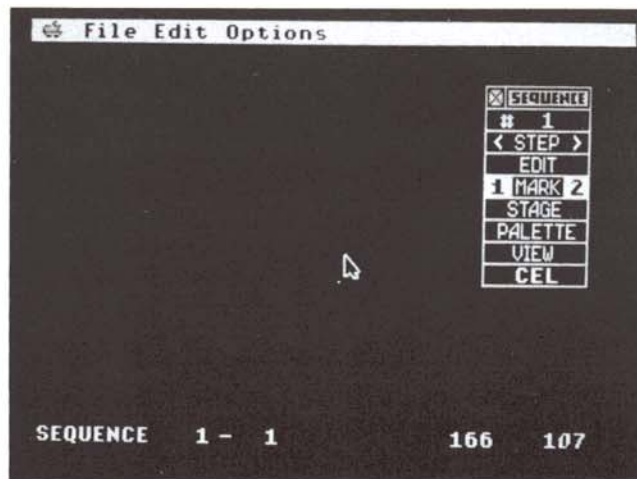 File Edit Options
SEQUENCE
# 1
< STEP >
EDIT
1 MARK 2
STAGE
PALETTE
VIEW
CEL
SEQUENCE 1 - 1 166 107